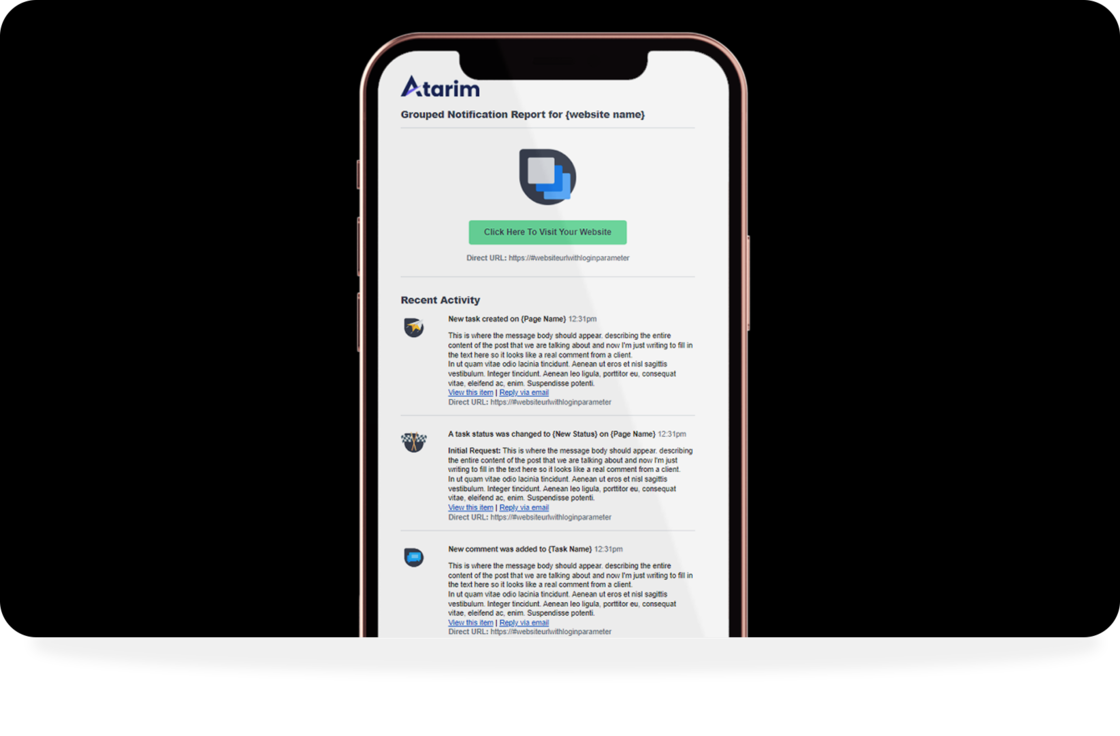 Atarim
Grouped Notification Report for {website name}
Click Here To Visit Your Website
Direct URL: https://#websiteurlwithloginparameter
Recent Activity
New task created on {Page Name} 12:31pm
This is where the message body should appear. describing the entire
content of the post that we are talking about and now I'm just writing to fill in
the text here so it looks like a real comment from a client.
In ut quam vitae odio lacinia tincidunt. Aenean ut eros et nisl sagittis
vestibulum. Integer tincidunt. Aenean leo ligula, porttitor eu, consequat
vitae, eleifend ac, enim. Suspendisse potenti.
View this item | Reply via email
Direct URL: https://#websiteurlwithloginparameter
A task status was changed to {New Status} on {Page Name} 12:31pm
Initial Request: This is where the message body should appear. describing
the entire content of the post that we are talking about and now I'm just
writing to fill in the text here so it looks like a real comment from a client.
In ut quam vitae odio lacinia tincidunt. Aenean ut eros et nisl sagittis
vestibulum. Integer tincidunt. Aenean leo ligula, porttitor eu, consequat
vitae, eleifend ac, enim. Suspendisse potenti.
View this item | Reply via email
Direct URL: https://#websiteurlwithloginparameter
New comment was added to {Task Name} 12:31pm
This is where the message body should appear. describing the entire
content of the post that we are talking about and now I'm just writing to fill in
the text here so it looks like a real comment from a client.
In ut quam vitae odio lacinia tincidunt. Aenean ut eros et nisl sagittis
vestibulum. Integer tincidunt. Aenean leo ligula, porttitor eu, consequat
vitae, eleifend ac, enim. Suspendisse potenti.
View this item | Reply via email
Direct URL: https://#websiteurlwithloginparameter